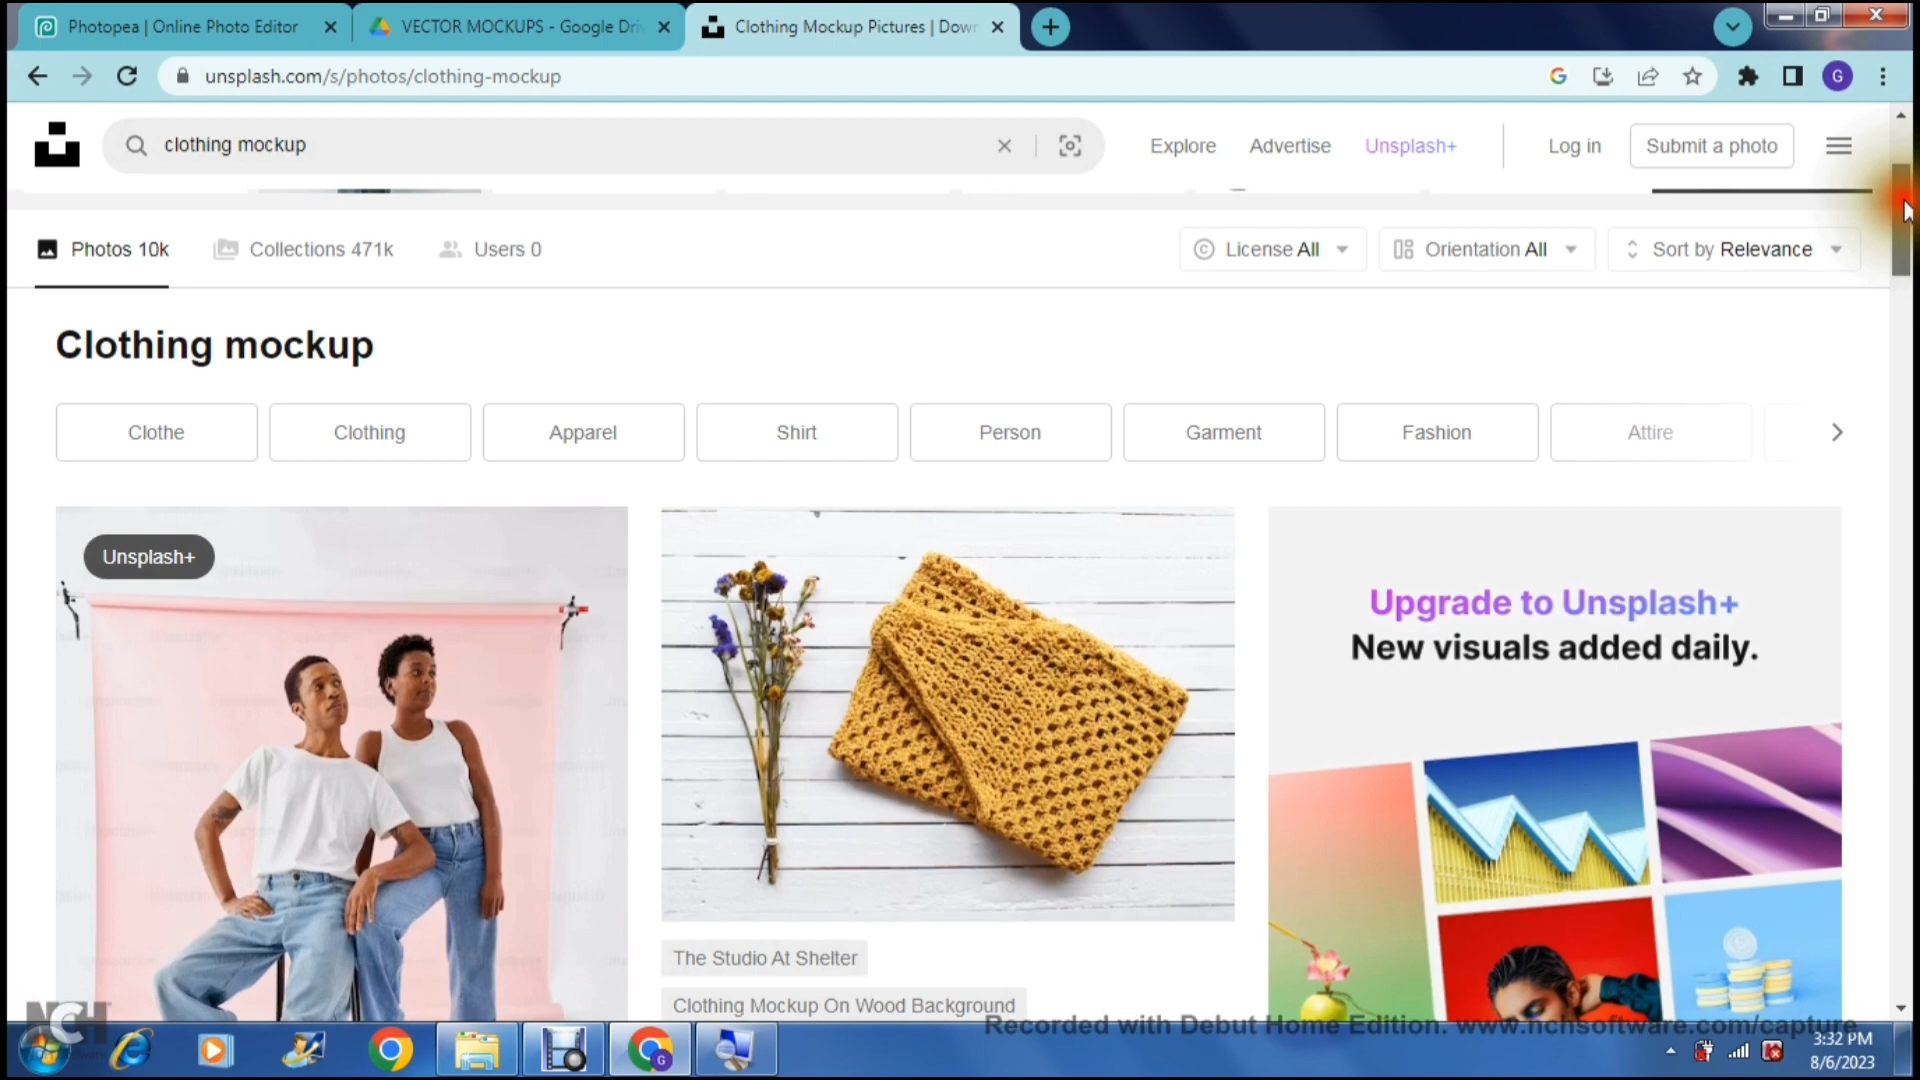 Photopea | Online Photo Editor
VECTOR MOCKUPS - Google Dri
Clothing Mockup Pictures | Down
unsplash.com/s/photos/clothing-mockup
G
clothing mockup
Explore
Advertise
Unsplash+
Log in
Submit a photo
Photos 10k
Collections 471k
Users 0
License All
Orientation All
Sort by Relevance
Clothing mockup
Clothe
Clothing
Apparel
Shirt
Person
Garment
Fashion
Attire
Unsplash+
Upgrade to Unsplash+
New visuals added daily.
The Studio At Shelter
Clothing Mockup On Wood Background
NCH
Recorded with Debut Home Edition. www.nchsoftware.com/capture
3:32 PM
8/6/2023